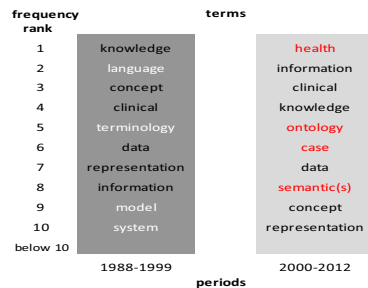 frequency rank terms
1 knowledge health
2 language information
3 concept clinical
4 clinical knowledge
5 terminology ontology
6 data case
7 representation data
8 information semantic(s)
9 model concept
10 system representation
below 10
1988-1999 2000-2012
periods